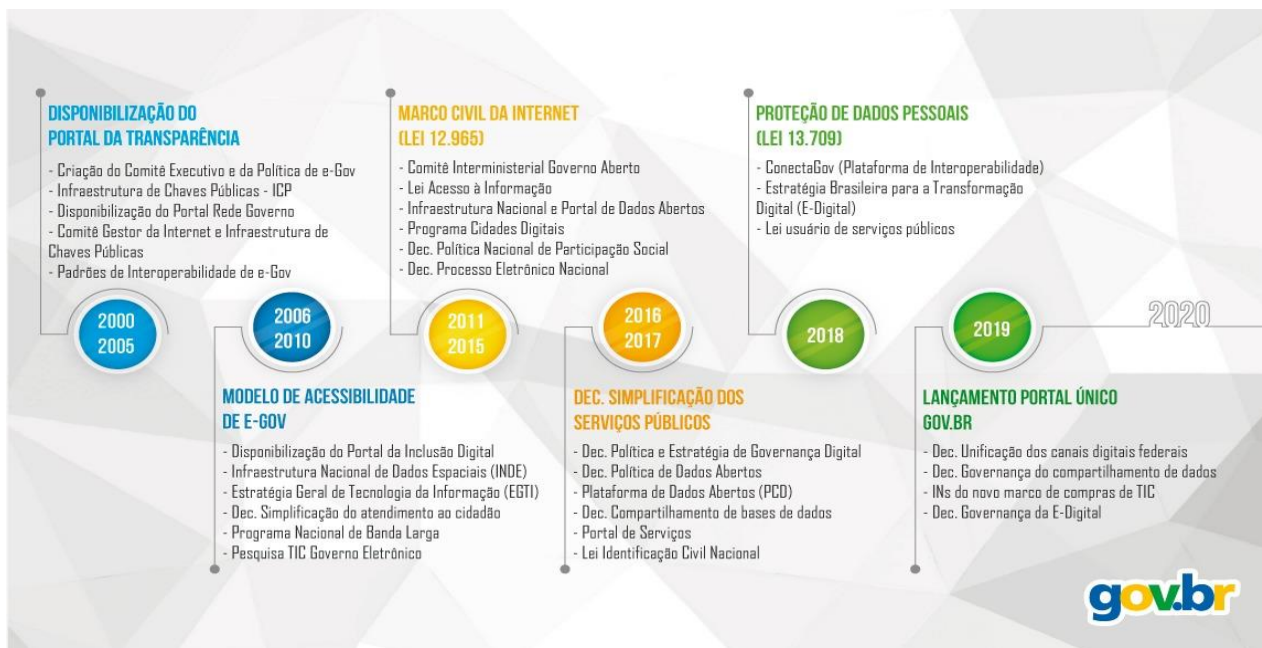 DISPONIBILIZAÇÃO DO
PORTAL DA TRANSPARÊNCIA
- Criação do Comitê Executivo e da Política de e-Gov
- Infraestrutura de Chaves Públicas - ICP
- Disponibilização do Portal Rede Governo
- Comitê Gestor da Internet e Infraestrutura de
Chaves Públicas
- Padrões de Interoperabilidade de e-Gov
2000
2005
MODELO DE ACESSIBILIDADE
DE E-GOV
- Disponibilização do Portal da Inclusão Digital
- Infraestrutura Nacional de Dados Espaciais (INDE)
- Estratégia Geral de Tecnologia da Informação (EGTI)
- Dec. Simplificação do atendimento ao cidadão
- Programa Nacional de Banda Larga
- Pesquisa TIC Governo Eletrônico
2006
2010
MARCO CIVIL DA INTERNET
(LEI 12.965)
- Comitê Interministerial Governo Aberto
- Lei Acesso à Informação
- Infraestrutura Nacional e Portal de Dados Abertos
- Programa Cidades Digitais
- Dec. Política Nacional de Participação Social
- Dec. Processo Eletrônico Nacional
2011
2015
DEC. SIMPLIFICAÇÃO DOS
SERVIÇOS PÚBLICOS
- Dec. Política e Estratégia de Governança Digital
- Dec. Política de Dados Abertos
- Plataforma de Dados Abertos (PCD)
- Dec. Compartilhamento de bases de dados
- Portal de Serviços
- Lei Identificação Civil Nacional
2016
2017
PROTEÇÃO DE DADOS PESSOAIS
(LEI 13.709)
- ConectaGov (Plataforma de Interoperabilidade)
- Estratégia Brasileira para a Transformação
Digital (E-Digital)
- Lei usuário de serviços públicos
2018
LANÇAMENTO PORTAL ÚNICO
GOV.BR
- Dec. Unificação dos canais digitais federais
- Dec. Governança do compartilhamento de dados
- INs do novo marco de compras de TIC
- Dec. Governança da E-Digital
2019
2020
gov.br